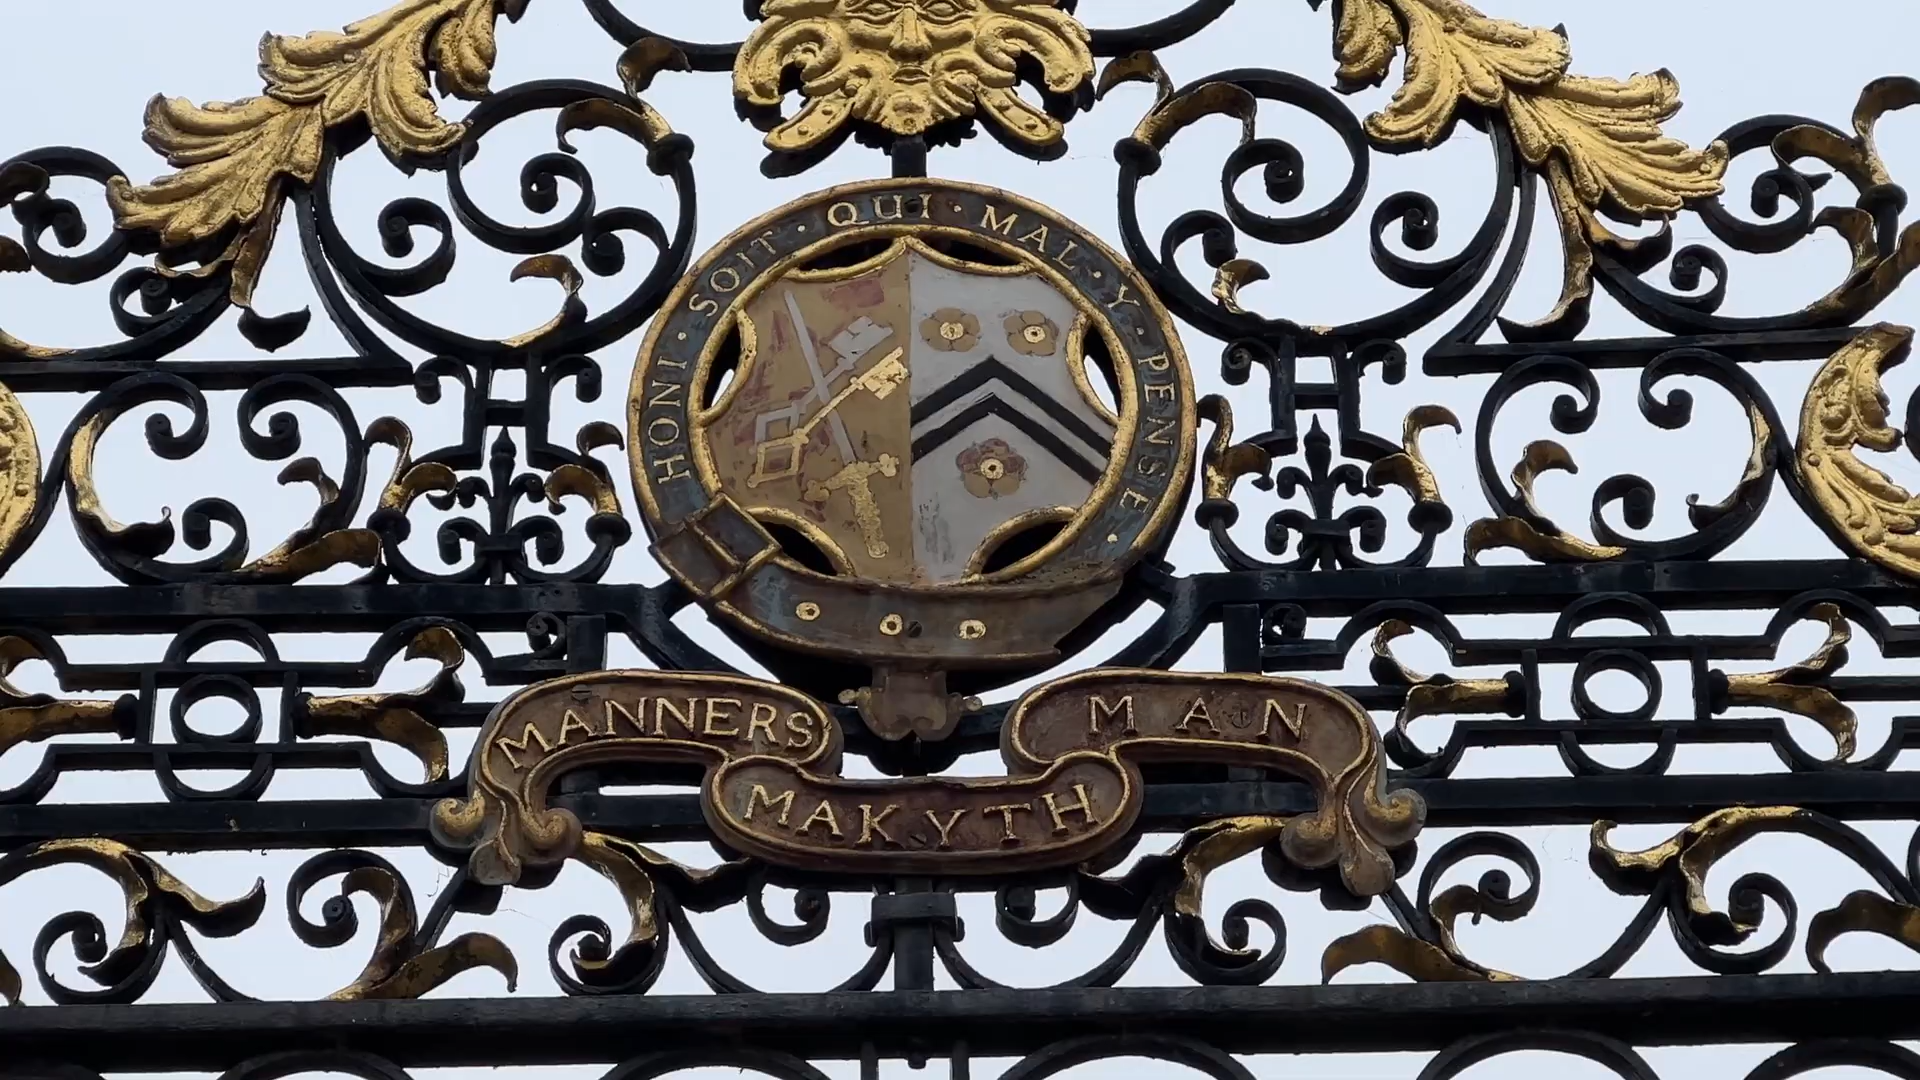 HONI · SOIT · QUI · MAL · Y · PENSE ·
MANNERS
MAKYTH
MAN